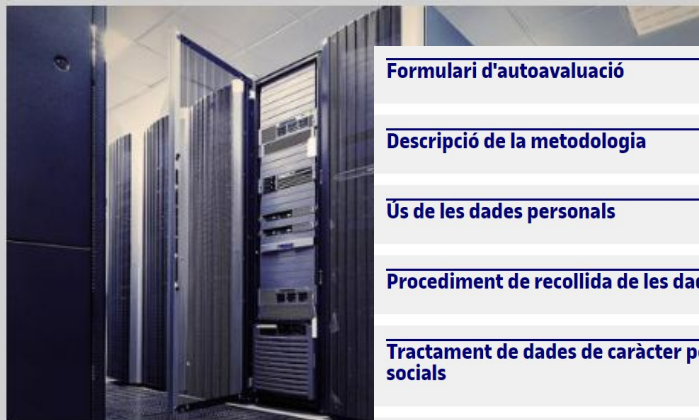 Formulari d'autoavaluació
Descripció de la metodologia
Ús de les dades personals
Procediment de recollida de les
Tractament de dades de caràcter
socials